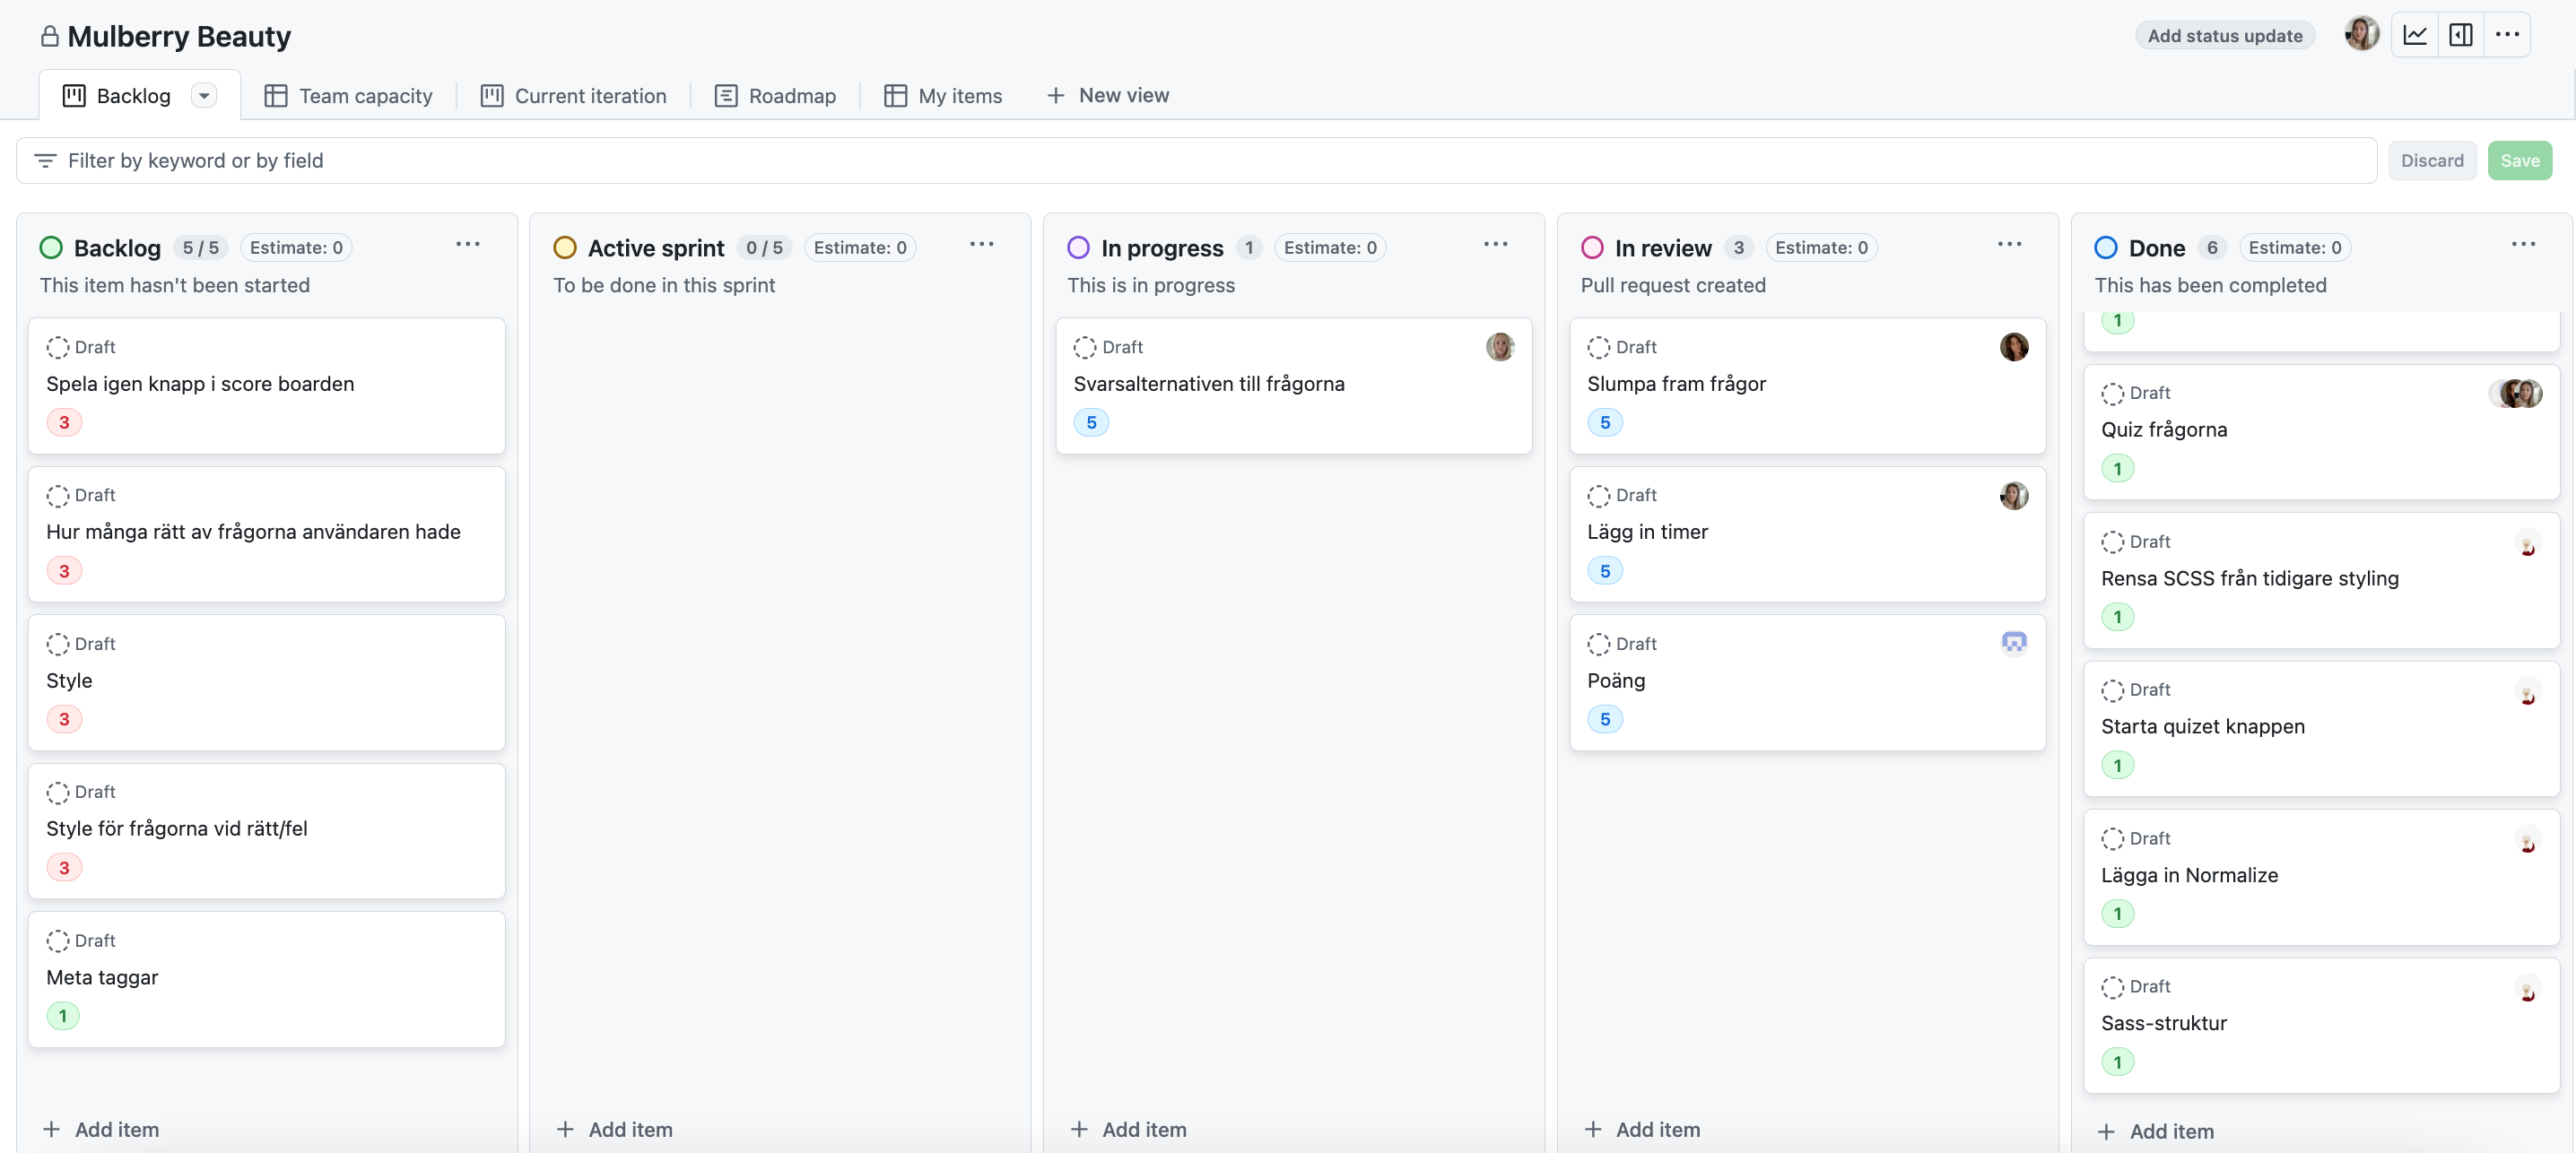 Mulberry Beauty
Add status update
Backlog
Team capacity
Current iteration
Roadmap
My items
New view
Filter by keyword or by field
Discard
Save
Backlog 5 / 5 Estimate: 0
This item hasn't been started
Draft
Spela igen knapp i score boarden
3
Draft
Hur många rätt av frågorna användaren hade
3
Draft
Style
3
Draft
Style för frågorna vid rätt/fel
3
Draft
Meta taggar
1
Add item
Active sprint 0 / 5 Estimate: 0
To be done in this sprint
Add item
In progress 1 Estimate: 0
This is in progress
Draft
Svarsalternativen till frågorna
5
Add item
In review 3 Estimate: 0
Pull request created
Draft
Slumpa fram frågor
5
Draft
Lägg in timer
5
Draft
Poäng
5
Add item
Done 6 Estimate: 0
This has been completed
1
Draft
Quiz frågorna
1
Draft
Rensa SCSS från tidigare styling
1
Draft
Starta quizet knappen
1
Draft
Lägga in Normalize
1
Draft
Sass-struktur
1
Add item